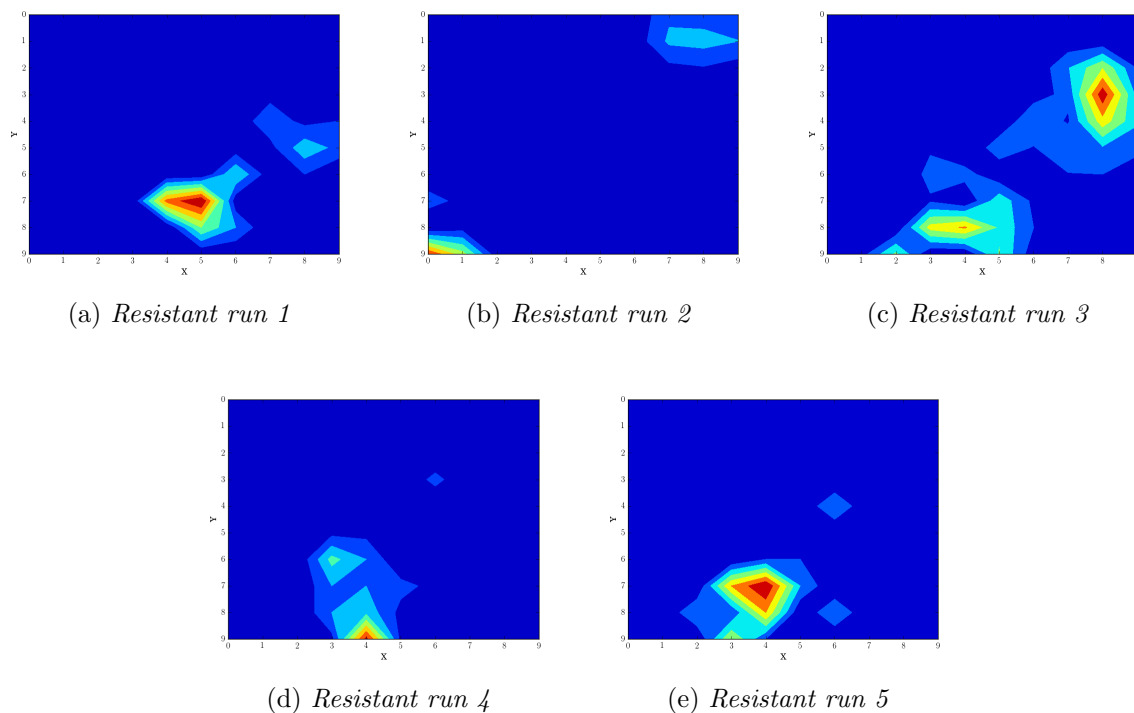 0
1
2
3
4
5
6
7
8
9
Y
0 1 2 3 4 5 6 7 8 9
X
(a) Resistant run 1
0
1
2
3
4
5
6
7
8
9
Y
0 1 2 3 4 5 6 7 8 9
X
(b) Resistant run 2
0
1
2
3
4
5
6
7
8
9
Y
0 1 2 3 4 5 6 7 8
X
(c) Resistant run 3
0
1
2
3
4
5
6
7
8
9
Y
0 1 2 3 4 5 6 7 8 9
X
(d) Resistant run 4
0
1
2
3
4
5
6
7
8
9
Y
0 1 2 3 4 5 6 7 8 9
X
(e) Resistant run 5